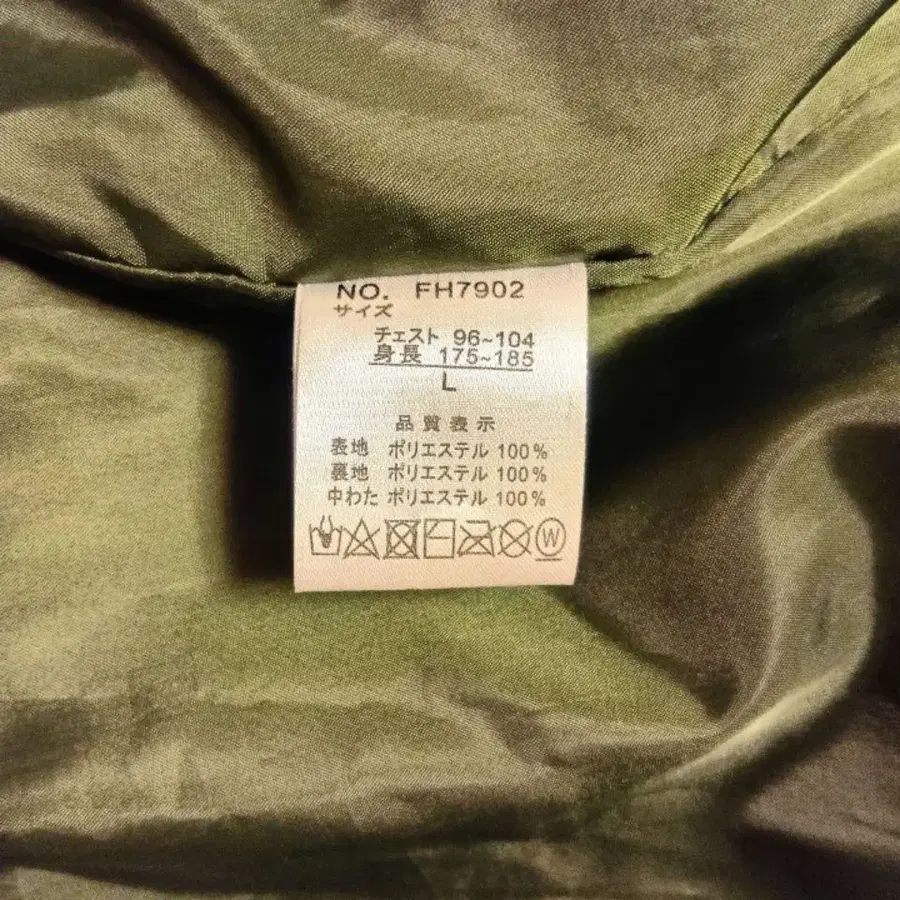 NO. FH7902
サイズ
チェスト 96~104
身長 175~185
L
品質表示
表地 ポリエステル 100%
裏地 ポリエステル 100%
中わた ポリエステル 100%
W